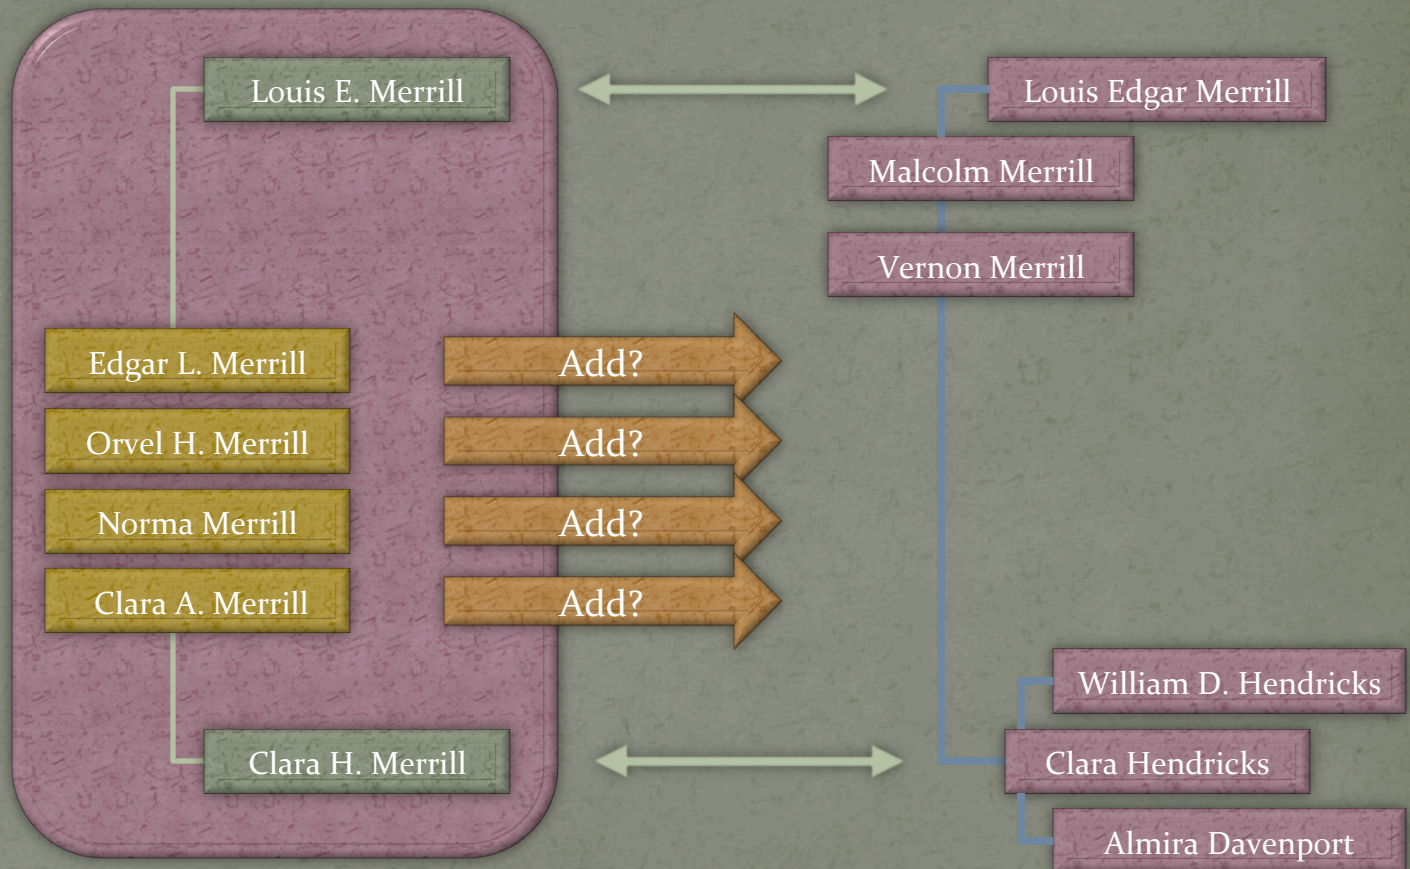 Louis E. Merrill
Louis Edgar Merrill
Malcolm Merrill
Vernon Merrill
Edgar L. Merrill
Add?
Orvel H. Merrill
Add?
Norma Merrill
Add?
Clara A. Merrill
Add?
William D. Hendricks
Clara H. Merrill
Clara Hendricks
Almira Davenport